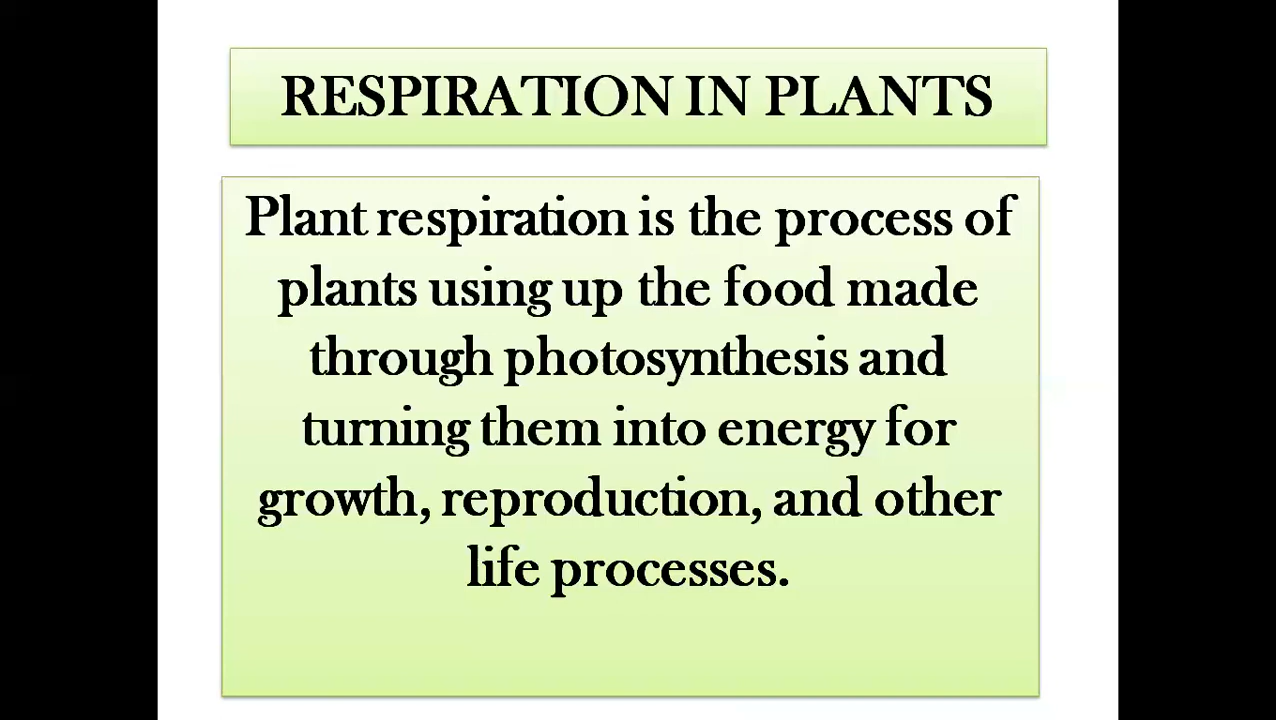 RESPIRATION IN PLANTS
Plant respiration is the process of
plants using up the food made
through photosynthesis and
turning them into energy for
growth, reproduction, and other
life processes.